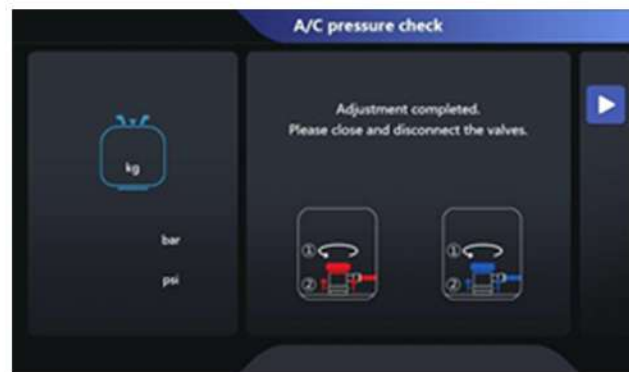 A/C pressure check
kg
bar
psi
Adjustment completed.
Please close and disconnect the valves.
① ①
② ②